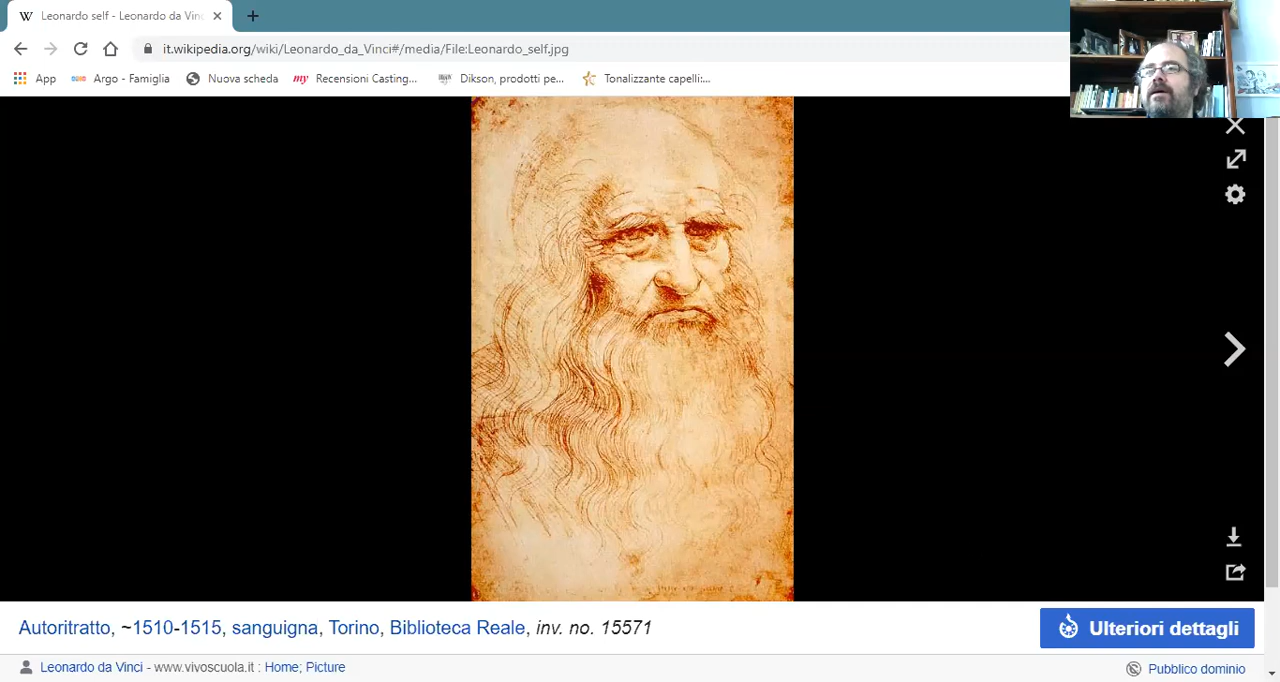 Leonardo self - Leonardo da Vinc
it.wikipedia.org/wiki/Leonardo_da_Vinci#/media/File:Leonardo_self.jpg
App Argo - Famiglia Nuova scheda my Recensioni Casting... Dikson, prodotti pe... Tonalizzante capelli:...
Autoritratto, ~1510-1515, sanguigna, Torino, Biblioteca Reale, inv. no. 15571
Ulteriori dettagli
Leonardo da Vinci - www.vivoscuola.it : Home; Picture
Pubblico dominio